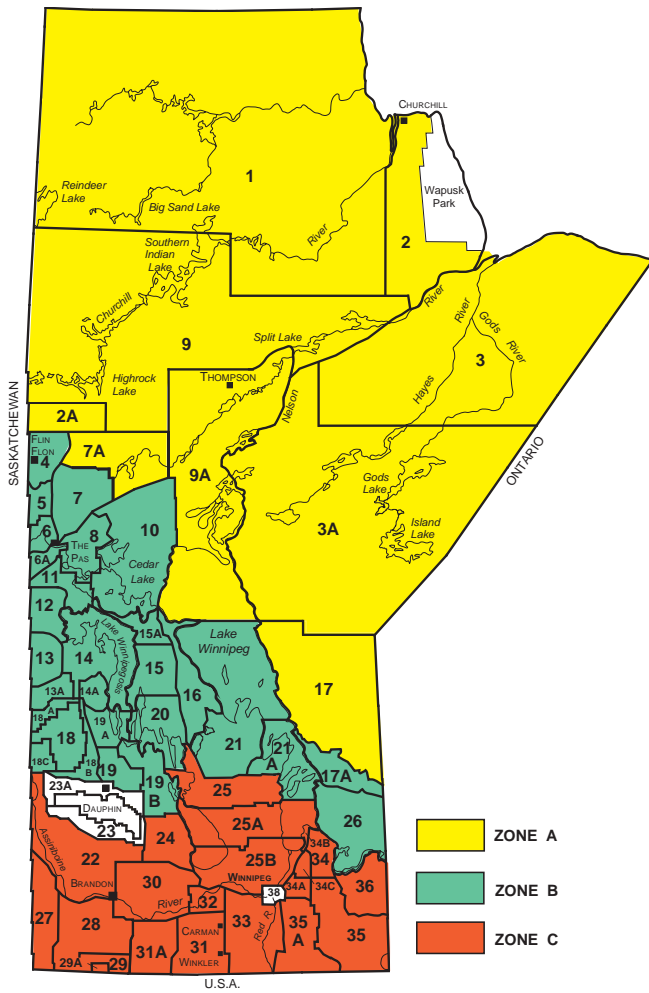 CHURCHILL
Wapusk
Park
1
Reindeer
Lake
Big Sand Lake
River
2
Southern
Indian
Lake
Churchill
River
River
Gods
River
Split Lake
9
3
Highrock
Lake
THOMPSON
Nelson
Hayes
2A
SASKATCHEWAN
ONTARIO
FLIN
FLON
4
7A
9A
Gods
Lake
Island
Lake
3A
5
7
10
6
8
THE
PAS
6A
11
Cedar
Lake
12
Lake Winnipegosis
15A
Lake
Winnipeg
13
14
15
17
13A
14A
16
18
A
19
A
20
18
21
21
A
18C
18
B
19
19
B
17A
23A
DAUPHIN
23
25
26
24
25A
34B
34
Assiniboine
22
25B
WINNIPEG
34A
34C
36
BRANDON
30
River
32
38
27
28
CARMAN
31A
31
WINKLER
33
Red R.
35
A
35
29A
29
U.S.A.
ZONE A
ZONE B
ZONE C